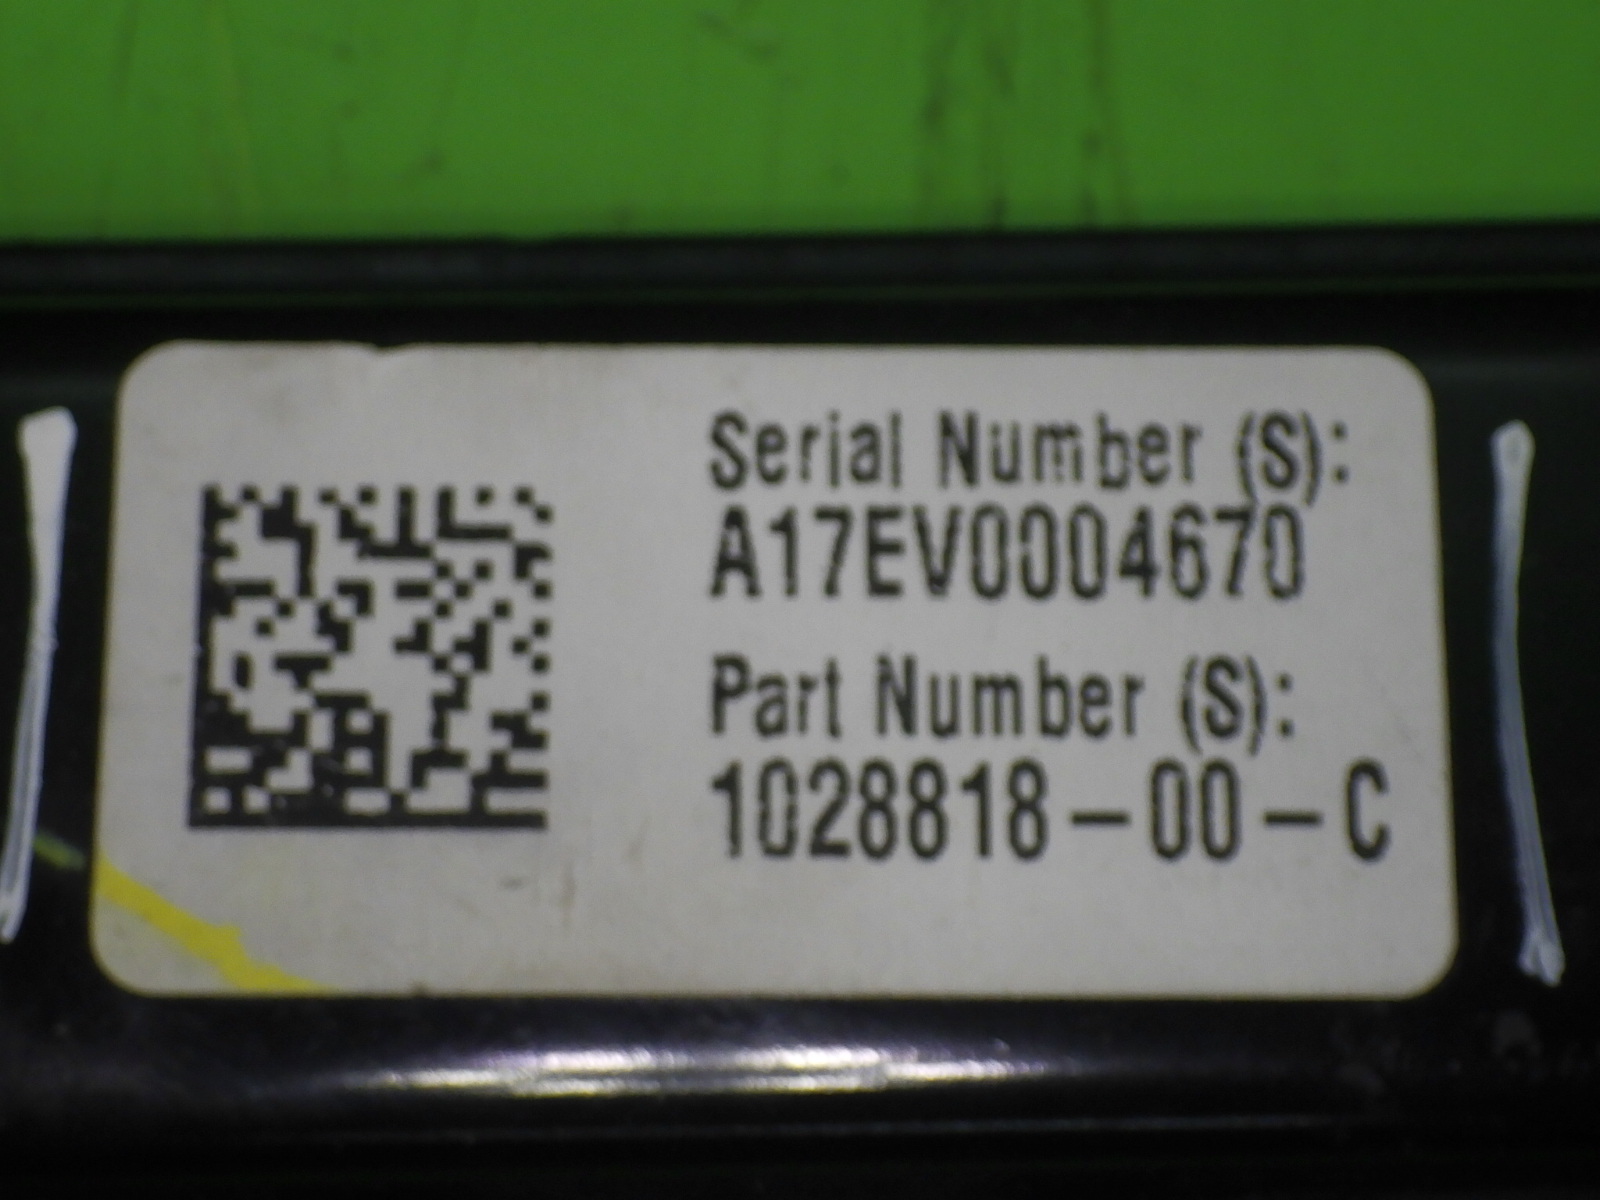 Serial Number (S):
A17EV0004670
Part Number (S):
1028818-00-C